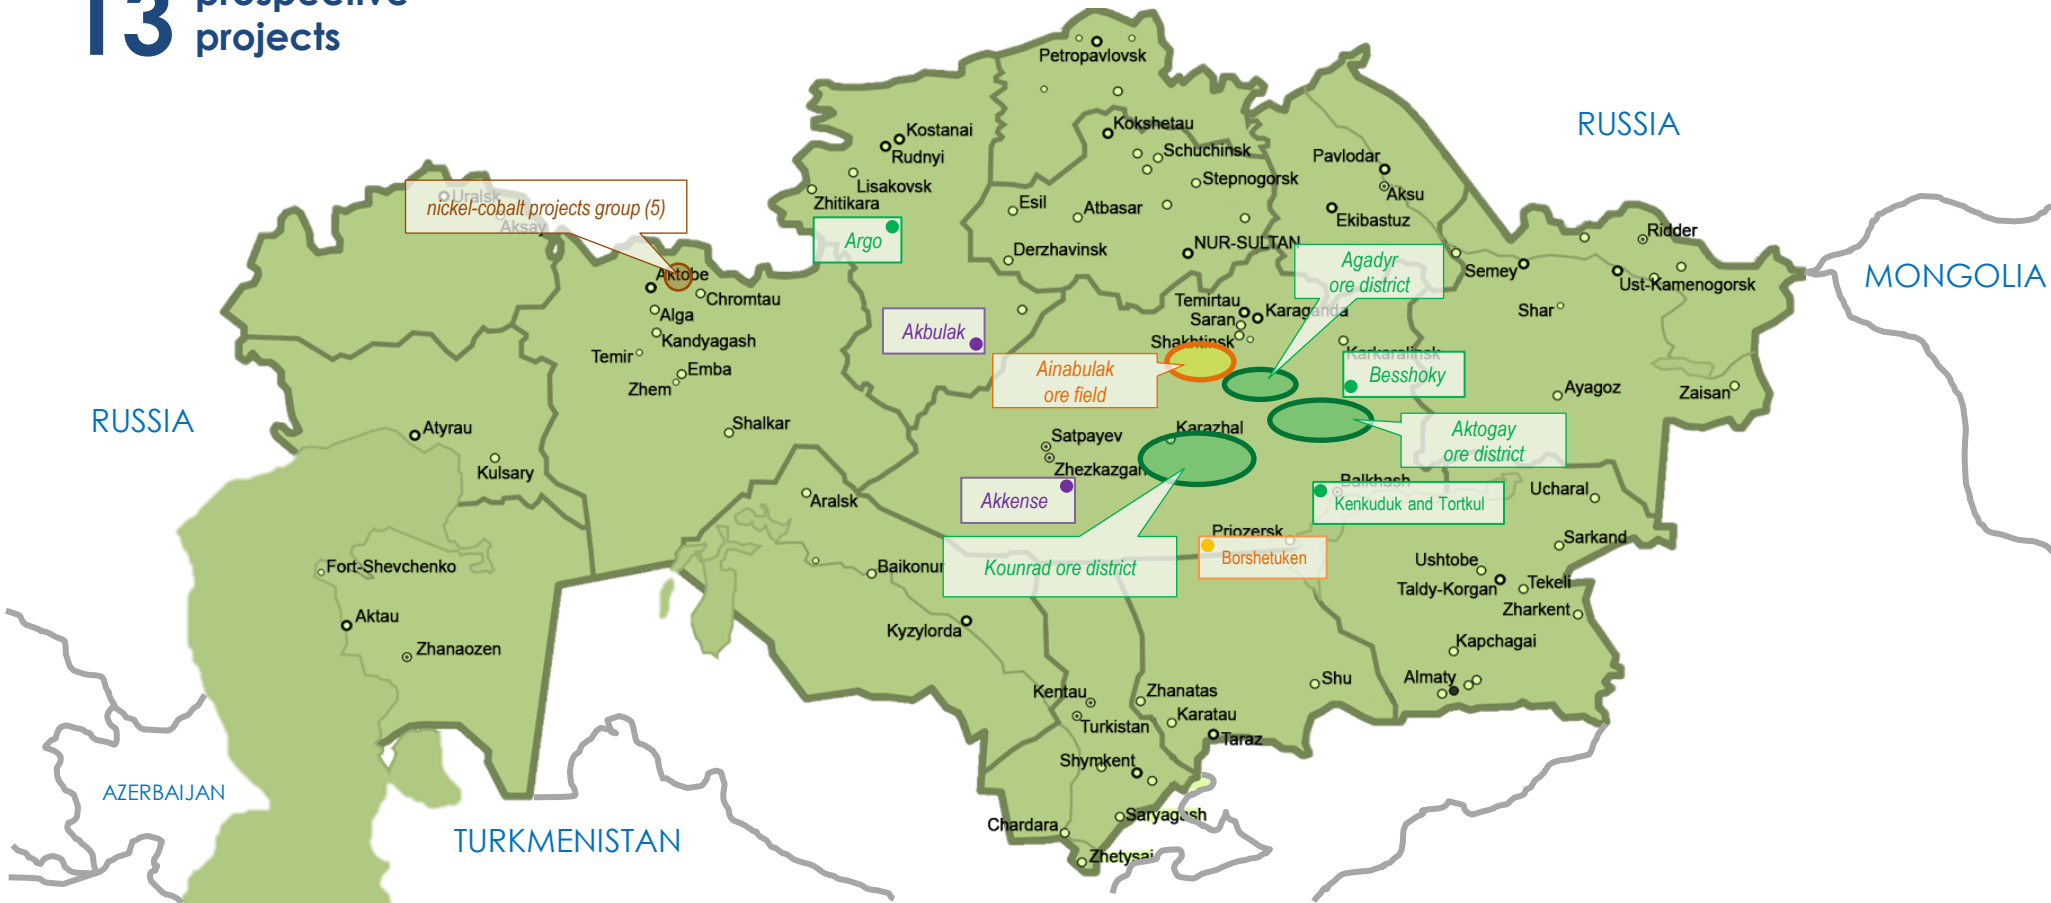 13 prospective
projects
Petropavlovsk
RUSSIA
Kostanai
Rudnyi
Kokshetau
Schuchinsk
Pavlodar
Lisakovsk
Zhitikara
Stepnogorsk
Aksu
Uralsk
nickel-cobalt projects group (5)
Aksay
Esil
Atbasar
Ekibastuz
Argo
Derzhavinsk
NUR-SULTAN
Ridder
Agadyr
ore district
Semey
Ust-Kamenogorsk
MONGOLIA
Aktobe
Chromtau
Alga
Kandyagash
Temir
Emba
Zhem
Akbulak
Temirtau
Karaganda
Saran
Shakhtinsk
Shar
Karkaralinsk
Ainabulak
ore field
Besshoky
Ayagoz
Zaisan
RUSSIA
Atyrau
Kulsary
Shalkar
Satpayev
Zhezkazgan
Karazhal
Aktogay
ore district
Akkense
Aralsk
Balkhash
Kenkuduk and Tortkul
Ucharal
Priozersk
Borshetuken
Sarkand
Fort-Shevchenko
Baikonur
Kounrad ore district
Ushtobe
Taldy-Korgan
Tekeli
Zharkent
Aktau
Zhanaozen
Kyzylorda
Kapchagai
Almaty
Kentau
Turkistan
Zhanatas
Karatau
Taraz
Shu
Shymkent
AZERBAIJAN
TURKMENISTAN
Chardara
Saryagash
Zhetysai